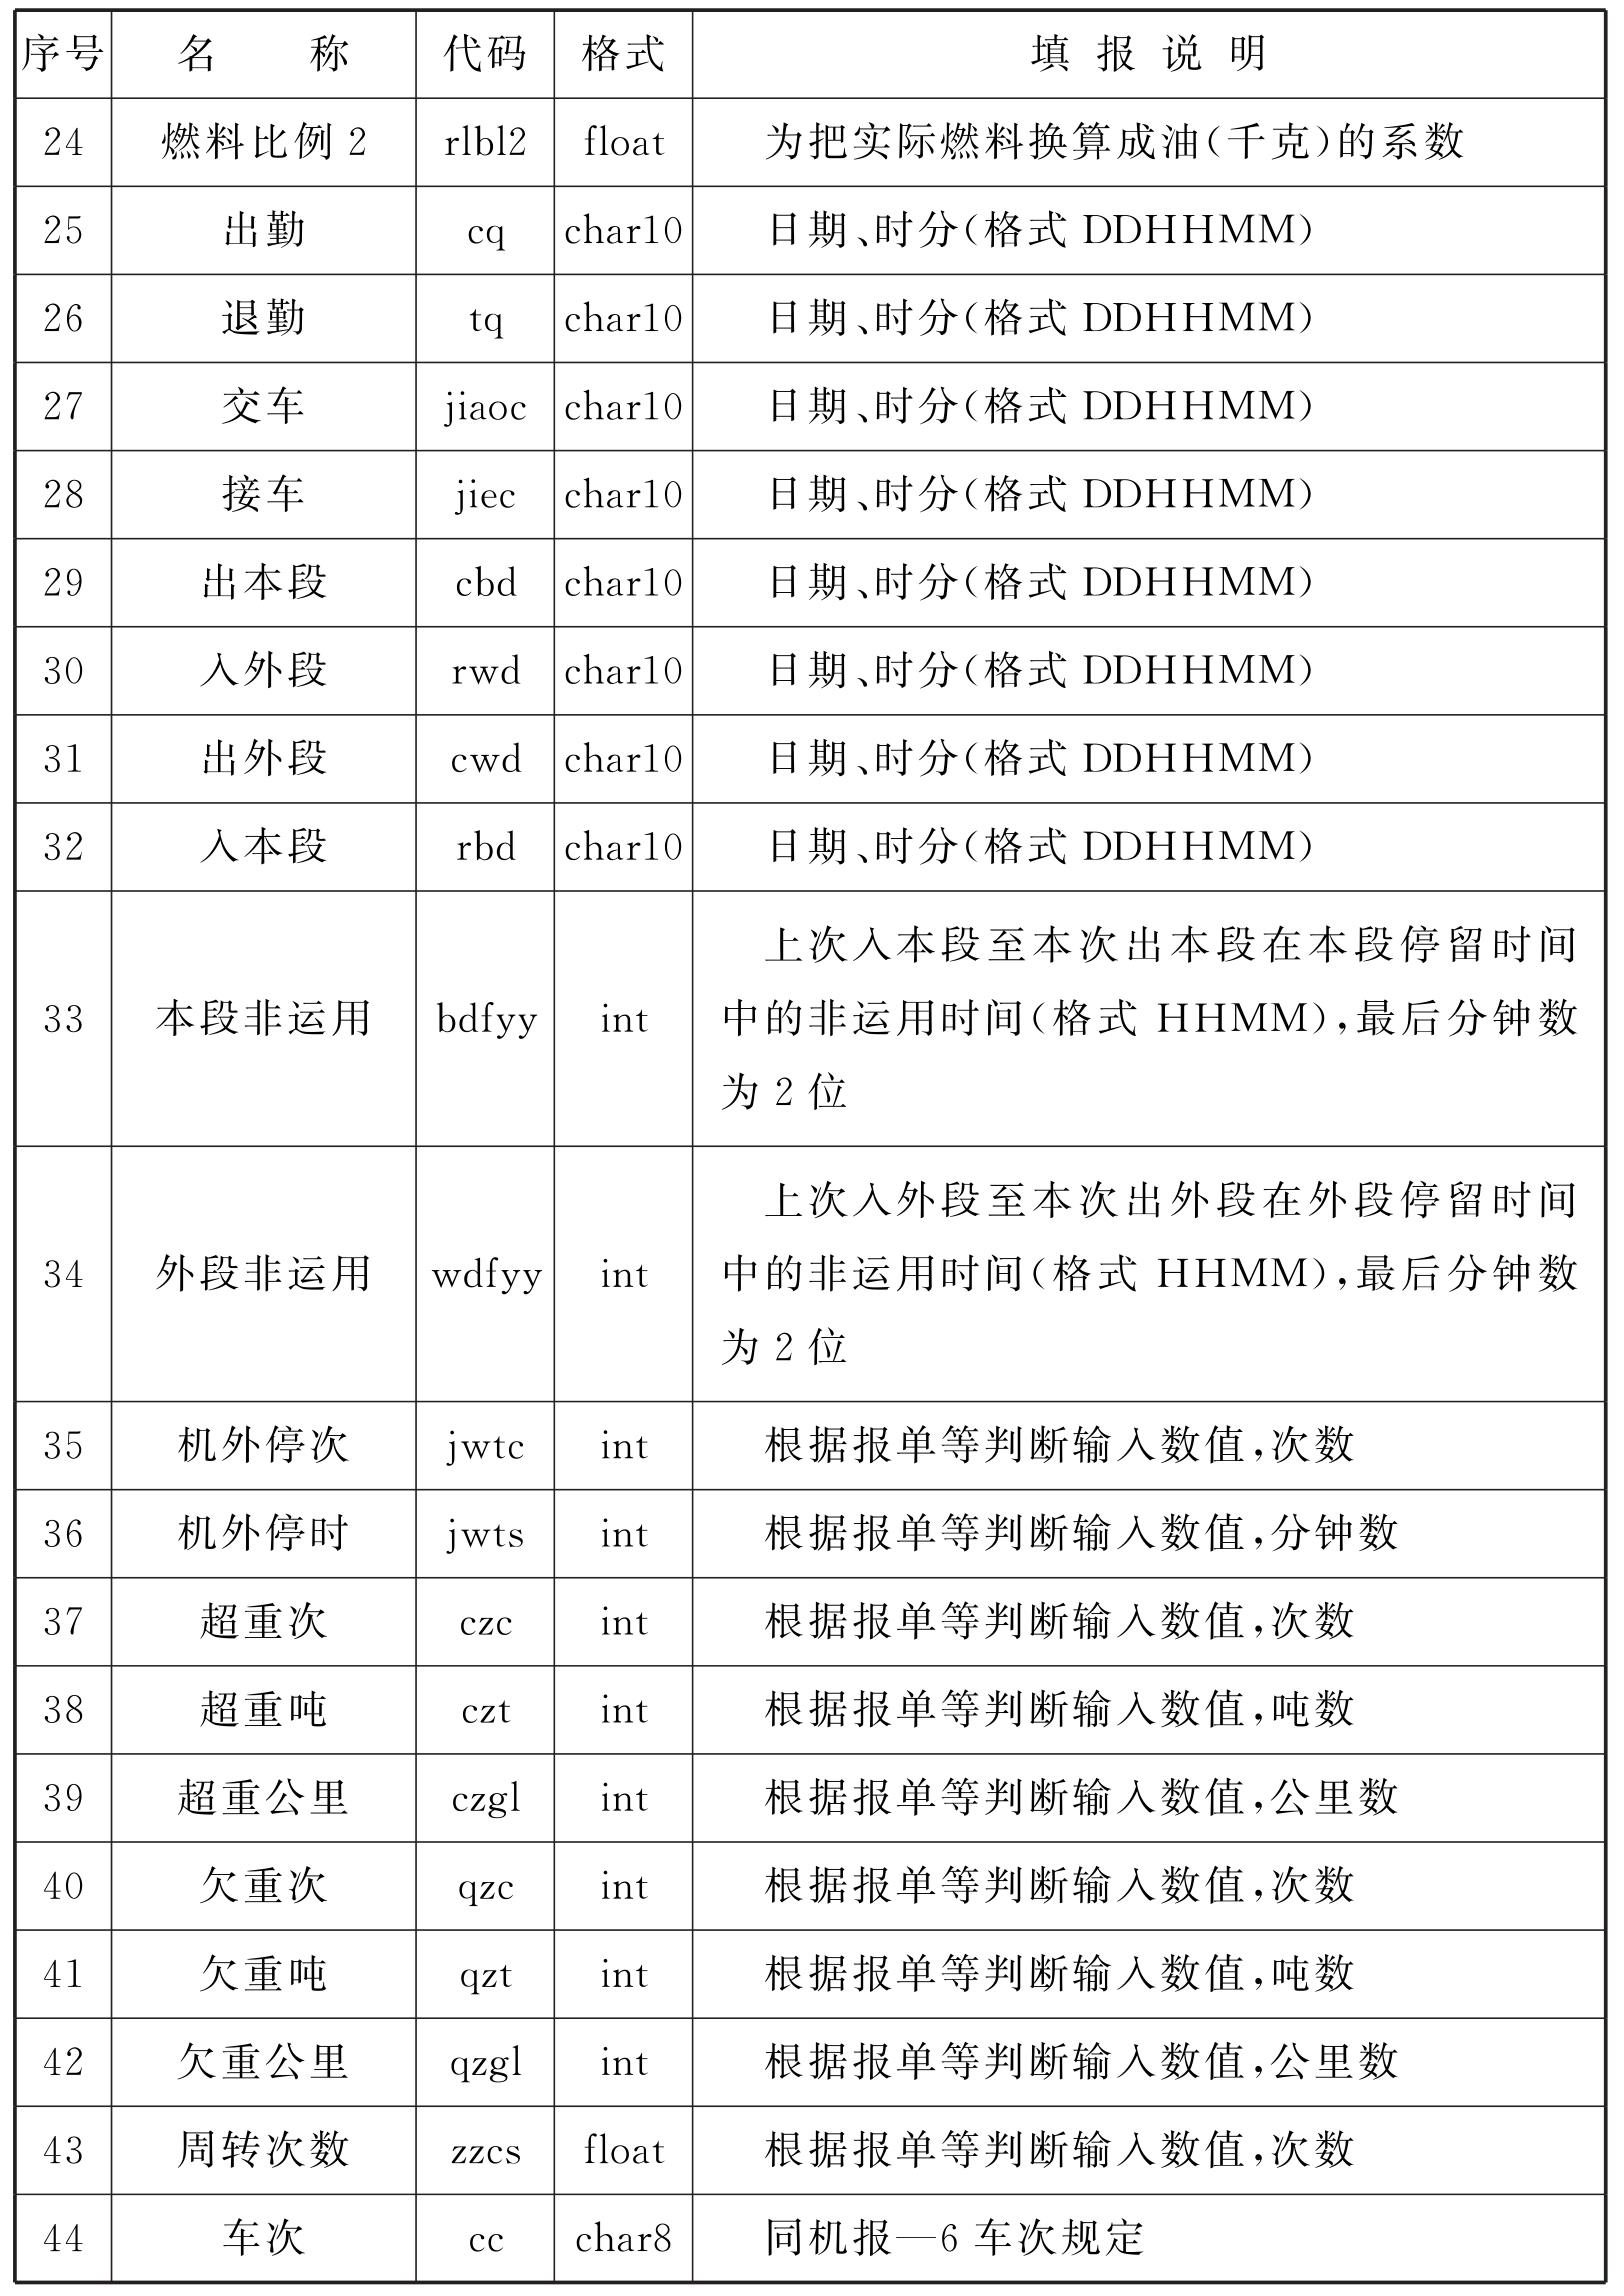 序号 名 称 代码 格式 填 报 说 明
24 燃料比例 2 rlbl2 float 为把实际燃料换算成油(千克)的系数
25 出勤 cq char10 日期、时分(格式 DDHHMM)
26 退勤 tq char10 日期、时分(格式 DDHHMM)
27 交车 jiaoc char10 日期、时分(格式 DDHHMM)
28 接车 jiec char10 日期、时分(格式 DDHHMM)
29 出本段 cbd char10 日期、时分(格式 DDHHMM)
30 入外段 rwd char10 日期、时分(格式 DDHHMM)
31 出外段 cwd char10 日期、时分(格式 DDHHMM)
32 入本段 rbd char10 日期、时分(格式 DDHHMM)
33 本段非运用 bdfyy int 上次入本段至本次出本段在本段停留时间
中的非运用时间(格式 HHMM),最后分钟数
为 2 位
34 外段非运用 wdfyy int 上次入外段至本次出外段在外段停留时间
中的非运用时间(格式 HHMM),最后分钟数
为 2 位
35 机外停次 jwtc int 根据报单等判断输入数值,次数
36 机外停时 jwts int 根据报单等判断输入数值,分钟数
37 超重次 czc int 根据报单等判断输入数值,次数
38 超重吨 czt int 根据报单等判断输入数值,吨数
39 超重公里 czgl int 根据报单等判断输入数值,公里数
40 欠重次 qzc int 根据报单等判断输入数值,次数
41 欠重吨 qzt int 根据报单等判断输入数值,吨数
42 欠重公里 qzgl int 根据报单等判断输入数值,公里数
43 周转次数 zzcs float 根据报单等判断输入数值,次数
44 车次 cc char8 同机报—6 车次规定